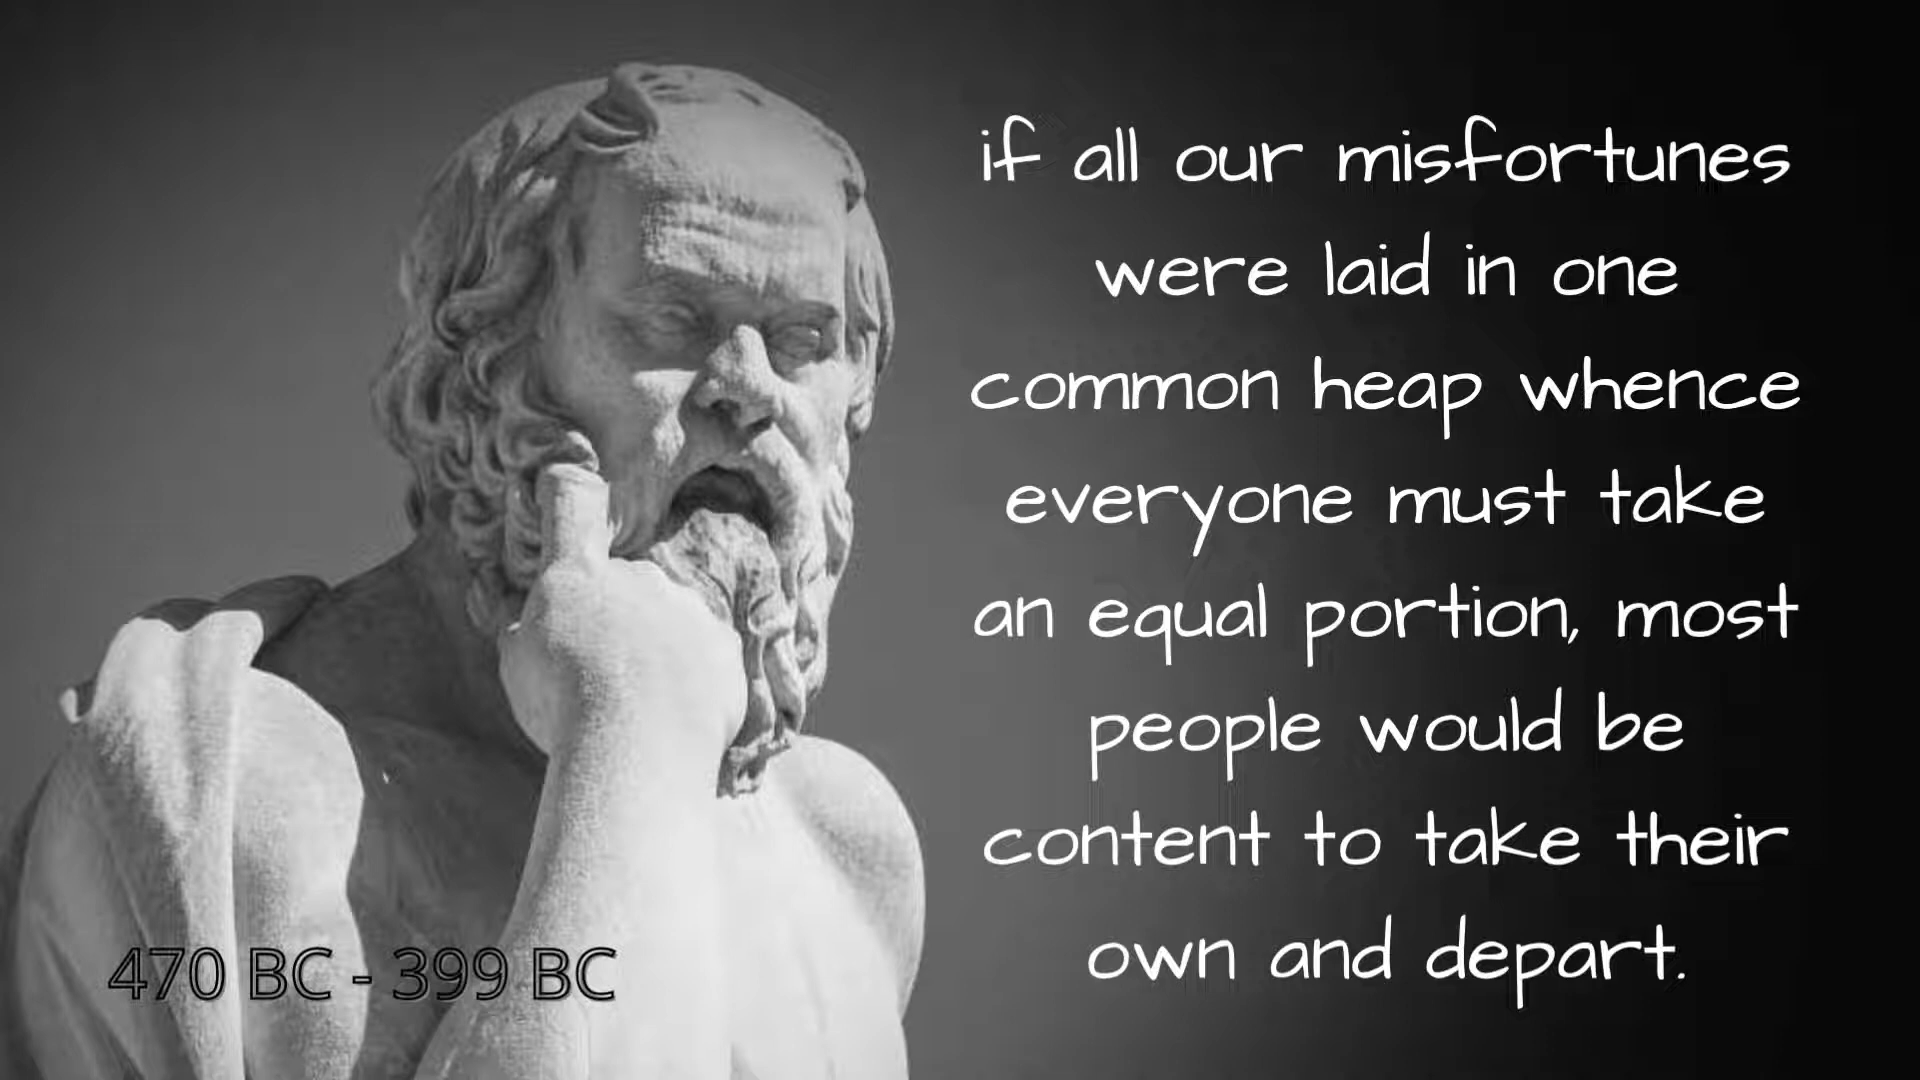 if all our misfortunes
were laid in one
common heap whence
everyone must take
an equal portion, most
people would be
content to take their
own and depart.
470 BC - 399 BC